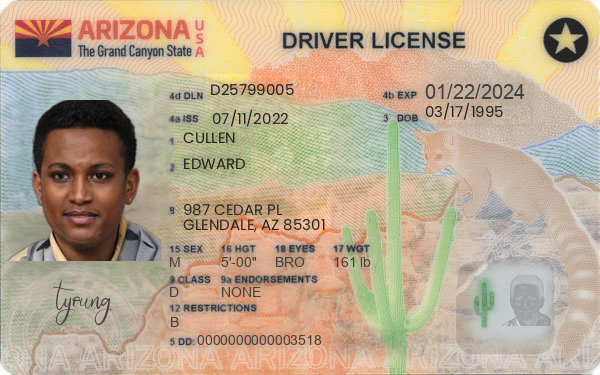 ARIZONA USA
The Grand Canyon State
DRIVER LICENSE
4d DLN D25799005
4b EXP 01/22/2024
4a ISS 07/11/2022
3 DOB 03/17/1995
1 CULLEN
2 EDWARD
8 987 CEDAR PL
GLENDALE, AZ 85301
15 SEX 16 HGT 18 EYES 17 WGT
M 5'-00" BRO 161 lb
9 CLASS 9a ENDORSEMENTS
D NONE
12 RESTRICTIONS
B
5 DD: 0000000000003518
tyoung
ARIZONA ARIZONA ARIZONA ARIZONA